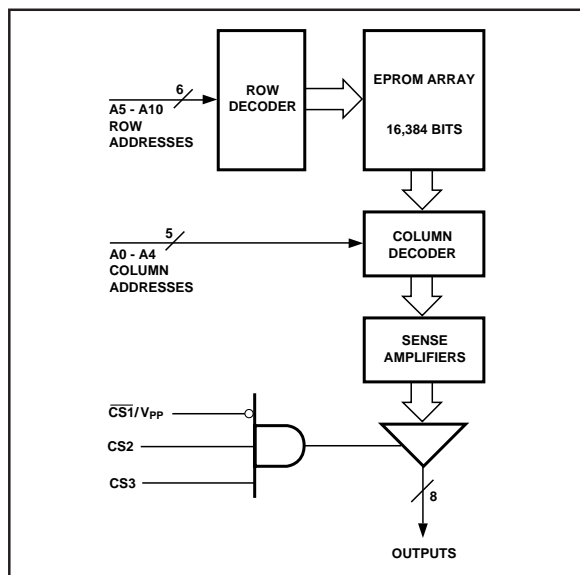 6
A5 - A10
ROW
ADDRESSES
ROW
DECODER
EPROM ARRAY
16,384 BITS
5
A0 - A4
COLUMN
ADDRESSES
COLUMN
DECODER
SENSE
AMPLIFIERS
C̅S̅1̅/VPP
CS2
CS3
8
OUTPUTS